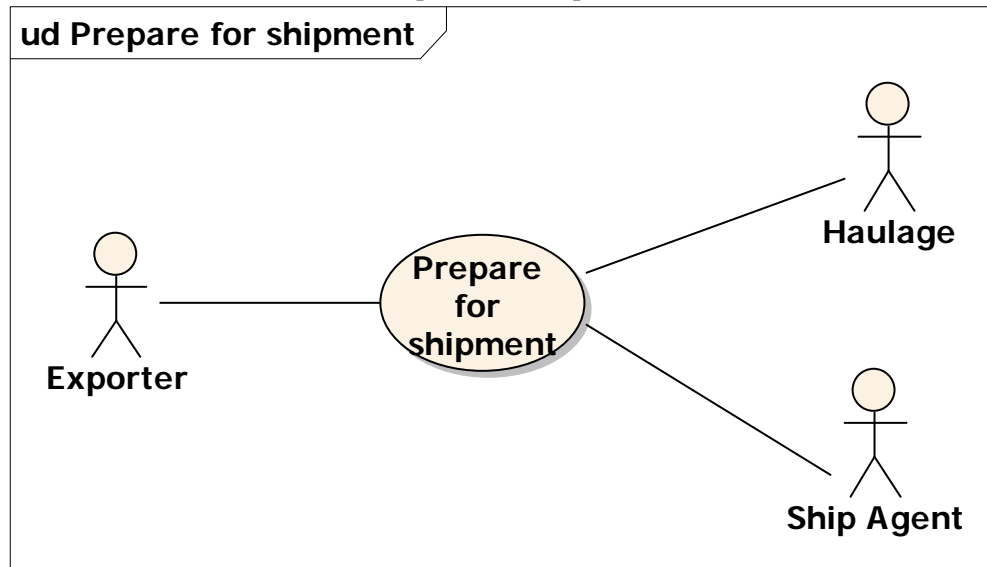 ud Prepare for shipment
Haulage
Prepare
for
shipment
Exporter
Ship Agent